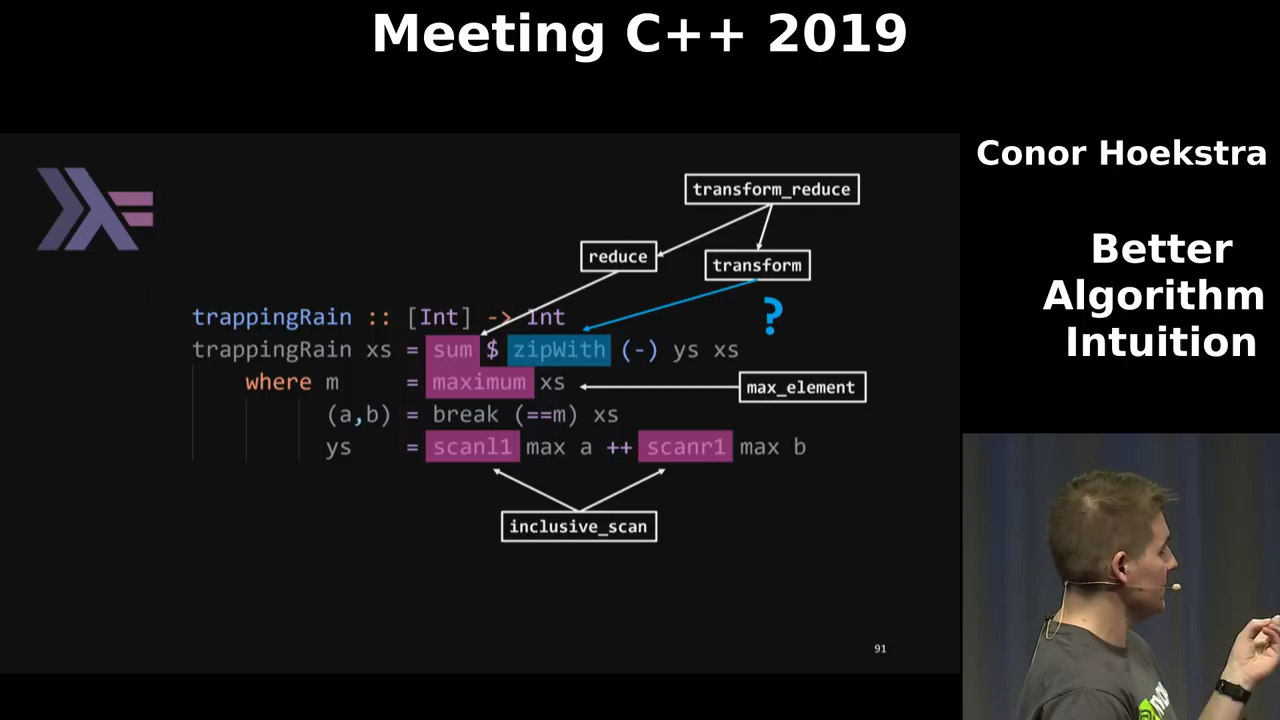 Meeting C++ 2019
Conor Hoekstra
Better
Algorithm
Intuition
transform_reduce
reduce
transform
?
trappingRain :: [Int] -> Int
trappingRain xs = sum $ zipWith (-) ys xs
where m = maximum xs
max_element
(a,b) = break (==m) xs
ys = scanl1 max a ++ scanr1 max b
inclusive_scan
91